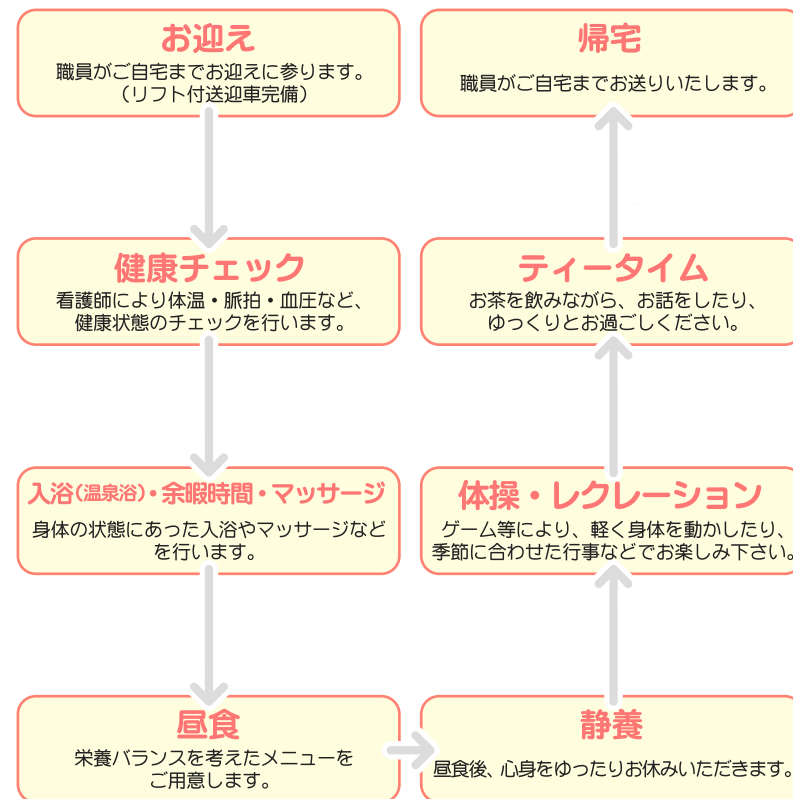 お迎え
職員がご自宅までお迎えに参ります。
（リフト付送迎車完備）
健康チェック
看護師により体温・脈拍・血圧など、
健康状態のチェックを行います。
入浴（温泉浴）・余暇時間・マッサージ
身体の状態にあった入浴やマッサージなど
を行います。
昼食
栄養バランスを考えたメニューを
ご用意します。
静養
昼食後、心身をゆったりお休みいただきます。
体操・レクレーション
ゲーム等により、軽く身体を動かしたり、
季節に合わせた行事などでお楽しみ下さい。
ティータイム
お茶を飲みながら、お話をしたり、
ゆっくりとお過ごしください。
帰宅
職員がご自宅までお送りいたします。